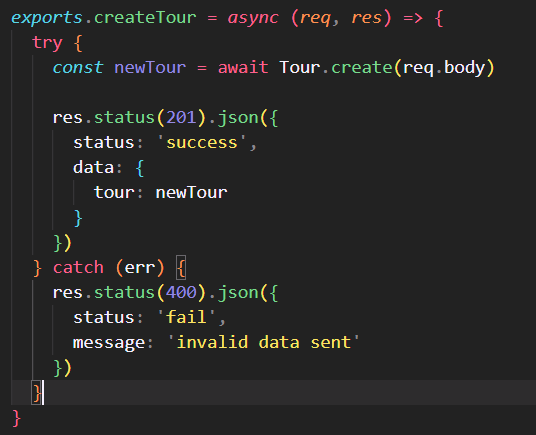 exports.createTour = async (req, res) => {
  try {
    const newTour = await Tour.create(req.body)

    res.status(201).json({
      status: 'success',
      data: {
        tour: newTour
      }
    })
  } catch (err) {
    res.status(400).json({
      status: 'fail',
      message: 'invalid data sent'
    })
  }
}